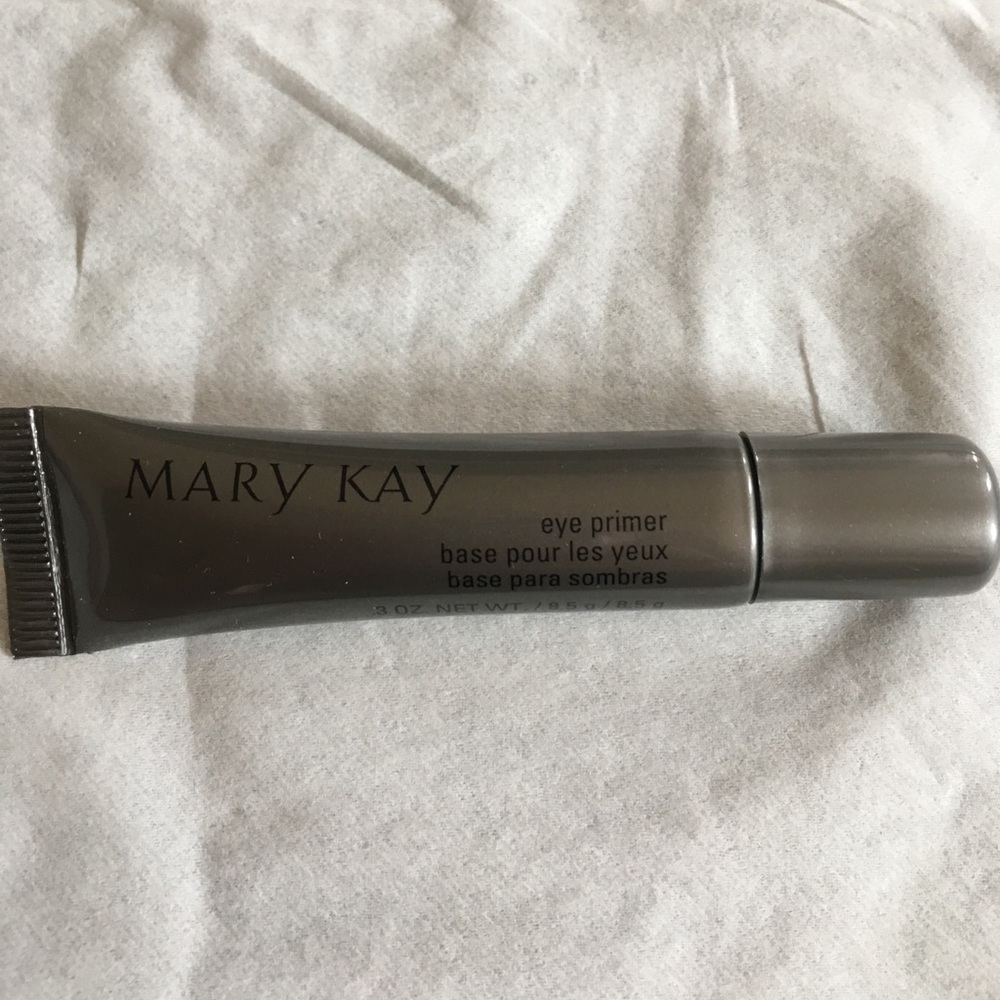 MARY KAY
eye primer
base pour les yeux
base para sombras
.3 OZ. NET WT. / 8.5 g / 8.5 g